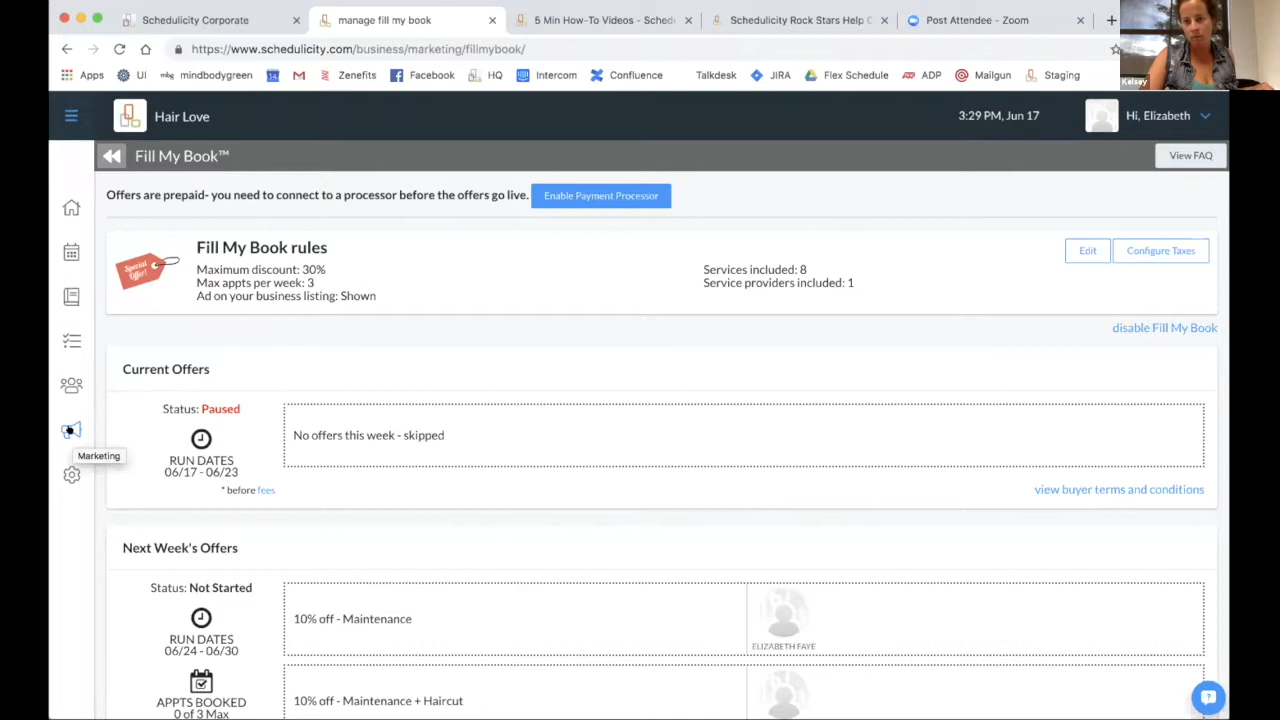 Schedulicity Corporate
manage fill my book
5 Min How-To Videos - Sched
Schedulicity Rock Stars Help C
Post Attendee - Zoom
https://www.schedulicity.com/business/marketing/fillmybook/
Apps
UI
mbg mindbodygreen
Zenefits
Facebook
HQ
Intercom
Confluence
Talkdesk
JIRA
Flex Schedule
ADP
Mailgun
Staging
Kelsey
Hair Love
3:29 PM, Jun 17
Hi, Elizabeth
Fill My Book™
View FAQ
Offers are prepaid- you need to connect to a processor before the offers go live.
Enable Payment Processor
Special Offer!
Fill My Book rules
Maximum discount: 30%
Max appts per week: 3
Ad on your business listing: Shown
Services included: 8
Service providers included: 1
Edit
Configure Taxes
disable Fill My Book
Current Offers
Status: Paused
RUN DATES
06/17 - 06/23
* before fees
No offers this week - skipped
view buyer terms and conditions
Marketing
Next Week's Offers
Status: Not Started
RUN DATES
06/24 - 06/30
APPTS BOOKED
0 of 3 Max
10% off - Maintenance
ELIZABETH FAYE
10% off - Maintenance + Haircut